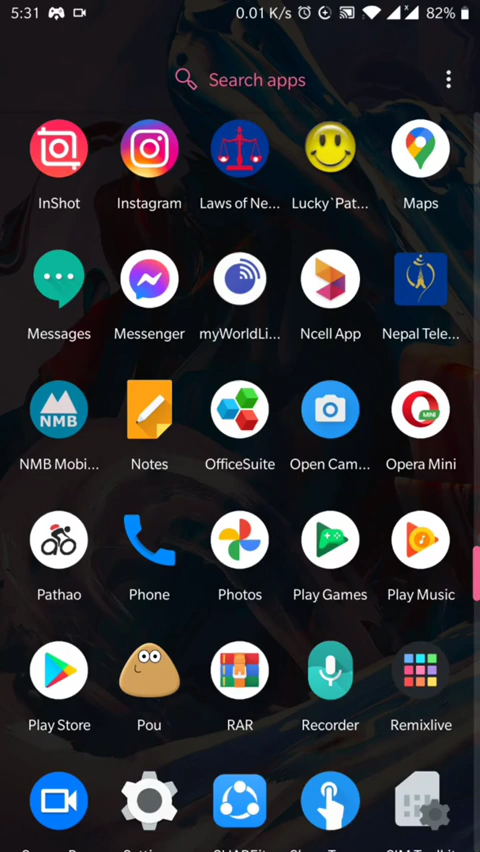 5:31 0.01 K/s 82%
Search apps
InShot Instagram Laws of Ne... Lucky`Pat... Maps
Messages Messenger myWorldLi... Ncell App Nepal Tele...
NMB
NMB Mobi... Notes OfficeSuite Open Cam... Opera Mini
MINI
Pathao Phone Photos Play Games Play Music
Play Store Pou RAR Recorder Remixlive